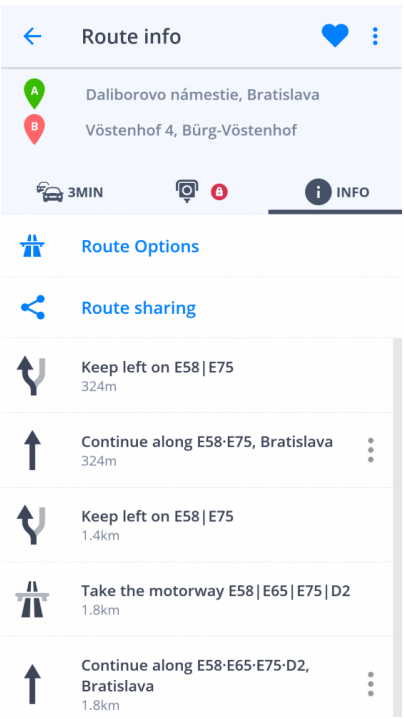 Route info
A
Daliborovo námestie, Bratislava
B
Vöstenhof 4, Bürg-Vöstenhof
3MIN
i INFO
Route Options
Route sharing
Keep left on E58|E75
324m
Continue along E58·E75, Bratislava
324m
Keep left on E58|E75
1.4km
Take the motorway E58|E65|E75|D2
1.8km
Continue along E58·E65·E75·D2,
Bratislava
1.8km